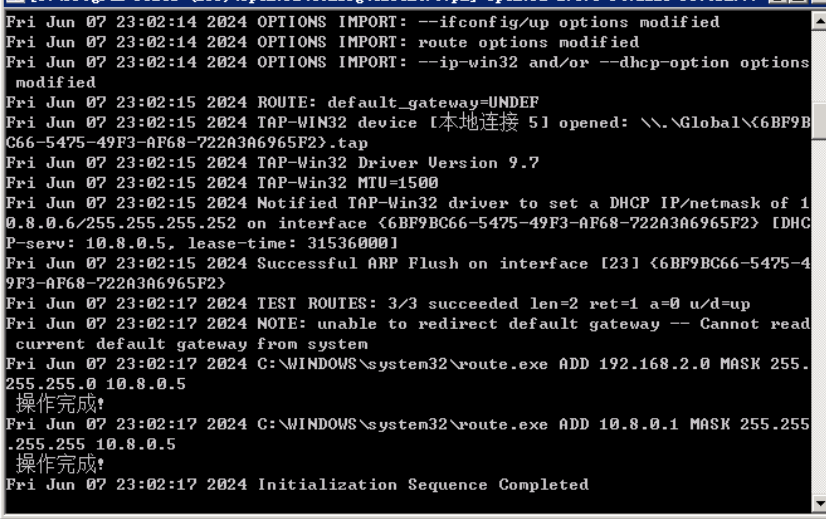 Fri Jun 07 23:02:14 2024 OPTIONS IMPORT: --ifconfig/up options modified
Fri Jun 07 23:02:14 2024 OPTIONS IMPORT: route options modified
Fri Jun 07 23:02:14 2024 OPTIONS IMPORT: --ip-win32 and/or --dhcp-option options
 modified
Fri Jun 07 23:02:15 2024 ROUTE: default_gateway=UNDEF
Fri Jun 07 23:02:15 2024 TAP-WIN32 device [本地连接 5] opened: \\.\Global\{6BF9B
C66-5475-49F3-AF68-722A3A6965F2}.tap
Fri Jun 07 23:02:15 2024 TAP-Win32 Driver Version 9.7
Fri Jun 07 23:02:15 2024 TAP-Win32 MTU=1500
Fri Jun 07 23:02:15 2024 Notified TAP-Win32 driver to set a DHCP IP/netmask of 1
0.8.0.6/255.255.255.252 on interface {6BF9BC66-5475-49F3-AF68-722A3A6965F2} [DHC
P-serv: 10.8.0.5, lease-time: 31536000]
Fri Jun 07 23:02:15 2024 Successful ARP Flush on interface [23] {6BF9BC66-5475-4
9F3-AF68-722A3A6965F2}
Fri Jun 07 23:02:17 2024 TEST ROUTES: 3/3 succeeded len=2 ret=1 a=0 u/d=up
Fri Jun 07 23:02:17 2024 NOTE: unable to redirect default gateway -- Cannot read
 current default gateway from system
Fri Jun 07 23:02:17 2024 C:\WINDOWS\system32\route.exe ADD 192.168.2.0 MASK 255.
255.255.0 10.8.0.5
 操作完成!
Fri Jun 07 23:02:17 2024 C:\WINDOWS\system32\route.exe ADD 10.8.0.1 MASK 255.255
.255.255 10.8.0.5
 操作完成!
Fri Jun 07 23:02:17 2024 Initialization Sequence Completed